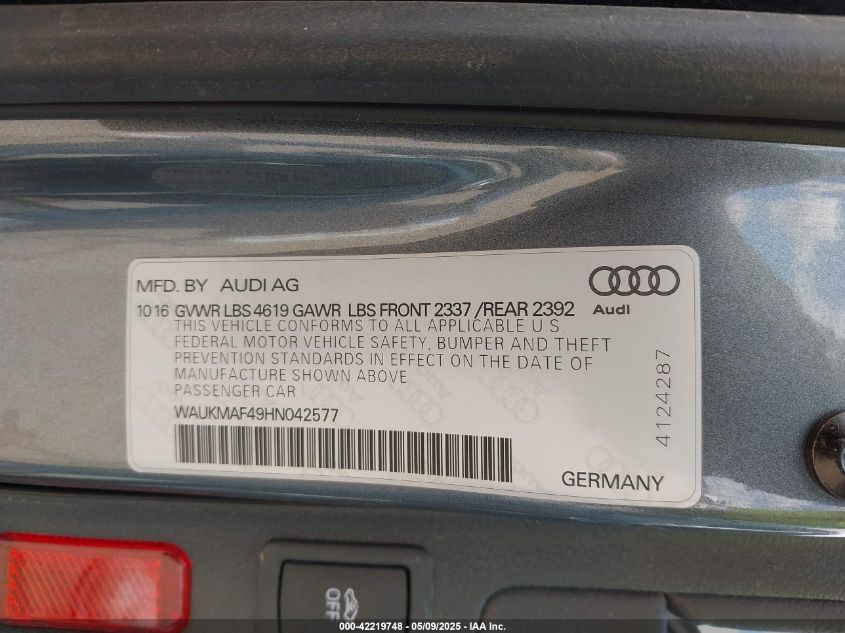 MFD. BY AUDI AG
Audi
1016 GVWR LBS 4619 GAWR LBS FRONT 2337 /REAR 2392
THIS VEHICLE CONFORMS TO ALL APPLICABLE U.S.
FEDERAL MOTOR VEHICLE SAFETY, BUMPER AND THEFT
PREVENTION STANDARDS IN EFFECT ON THE DATE OF
MANUFACTURE SHOWN ABOVE
PASSENGER CAR
WAUKMAF49HN042577
4124287
GERMANY
OFF
000-42219748 - 05/09/2025 - IAA Inc.